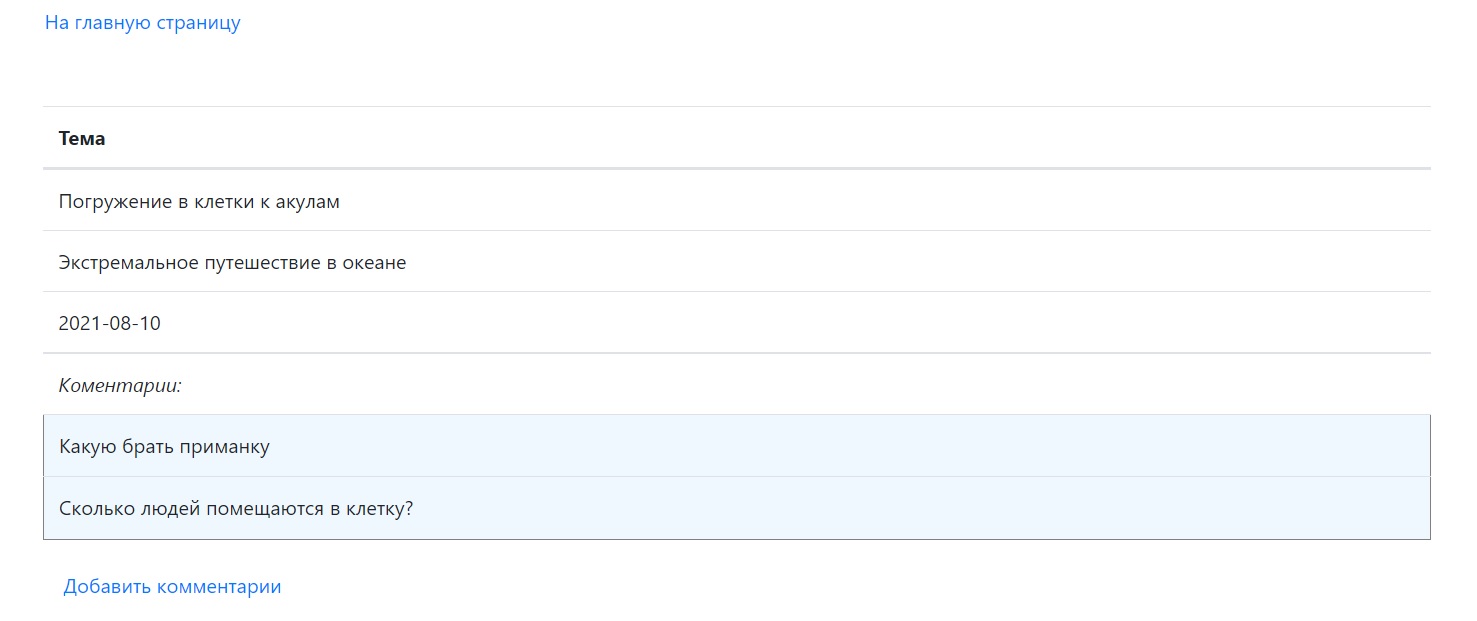 На главную страницу
Тема
Погружение в клетки к акулам
Экстремальное путешествие в океане
2021-08-10
Коментарии:
Какую брать приманку
Сколько людей помещаются в клетку?
Добавить комментарии